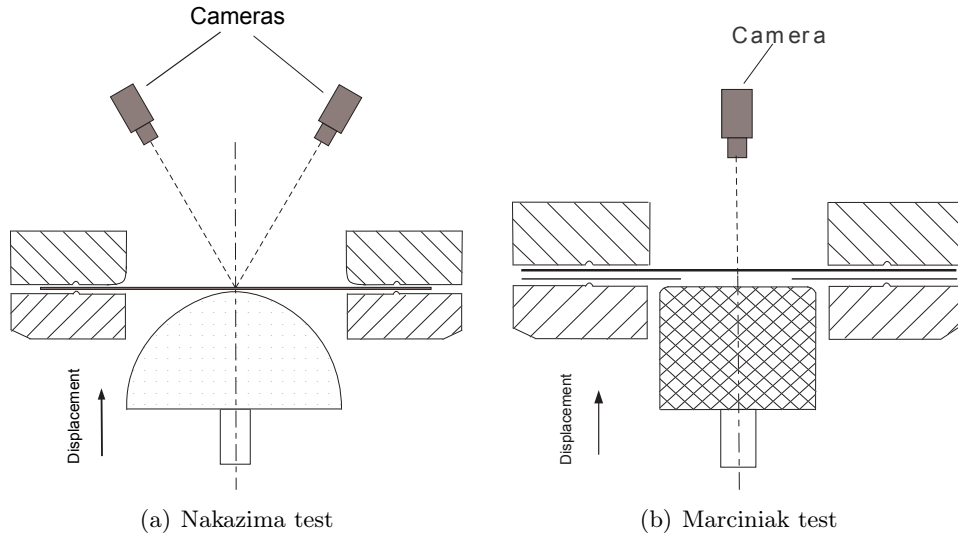 Cameras
Camera
Displacement
Displacement
(a) Nakazima test
(b) Marciniak test